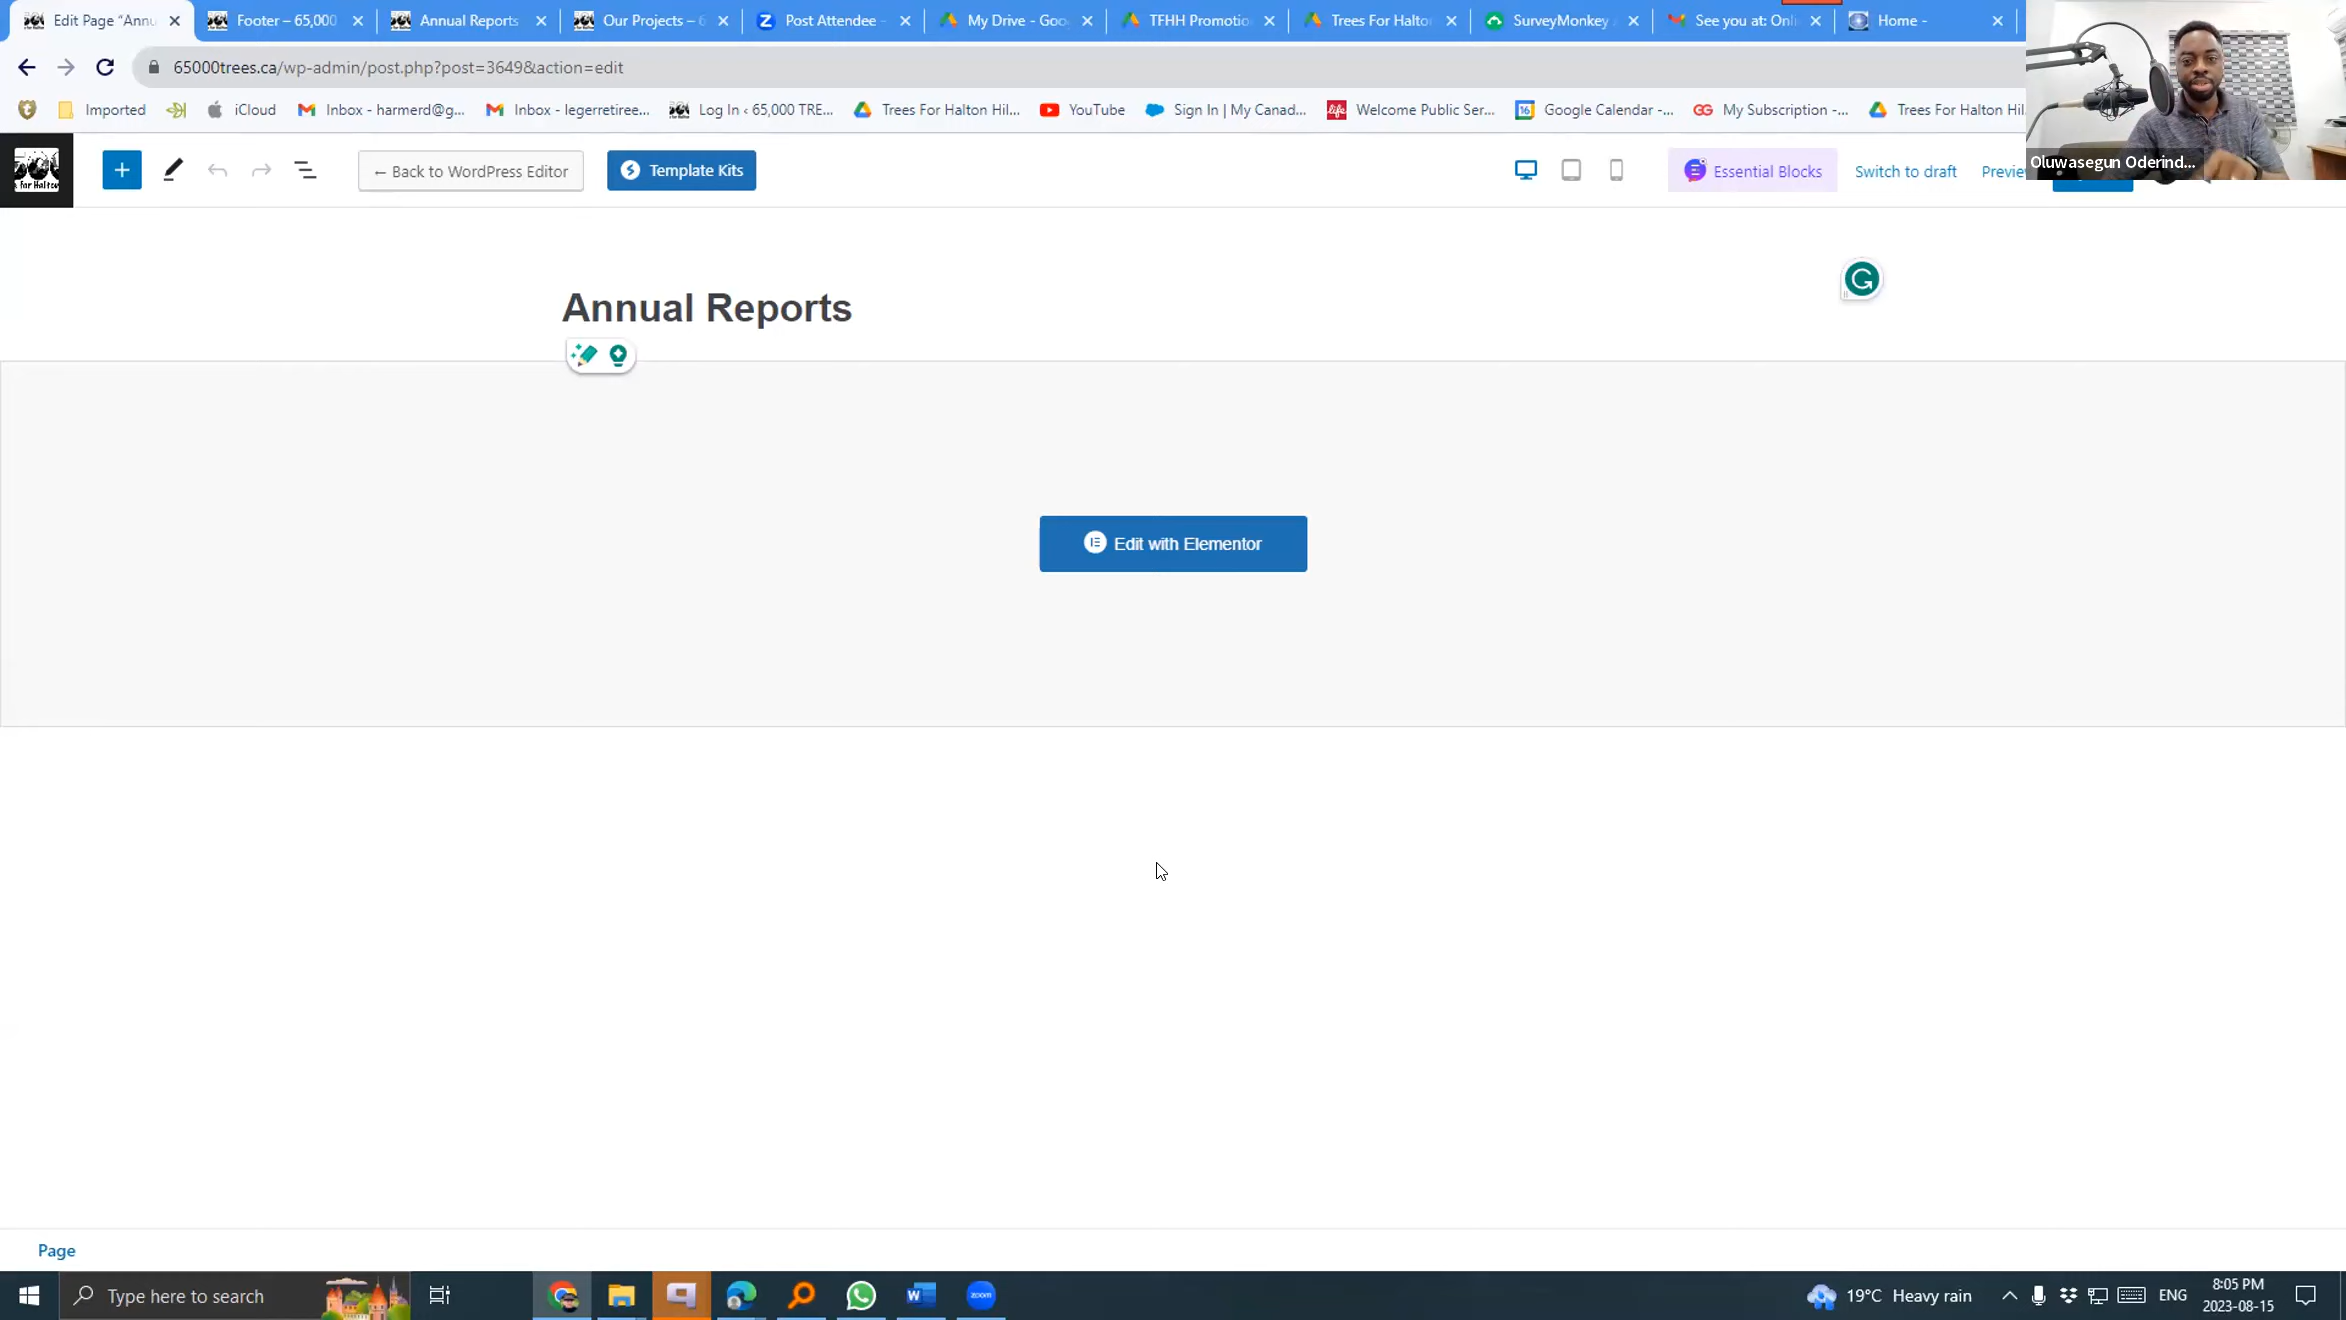 Edit Page “Annu
Footer – 65,000
Annual Reports
Our Projects – 6
Post Attendee -
My Drive - Goo
TFHH Promotio
Trees For Halto
SurveyMonkey
See you at: Onli
Home -
65000trees.ca/wp-admin/post.php?post=3649&action=edit
Imported
iCloud
Inbox - harmerd@g...
Inbox - legerretiree...
Log In ‹ 65,000 TRE...
Trees For Halton Hil...
YouTube
Sign In | My Canad...
Welcome Public Ser...
Google Calendar -...
My Subscription -...
Trees For Halton Hil
Oluwasegun Oderind...
← Back to WordPress Editor
Template Kits
Essential Blocks
Switch to draft
Preview
Annual Reports
Edit with Elementor
Page
Type here to search
zoom
19°C Heavy rain
ENG
8:05 PM
2023-08-15